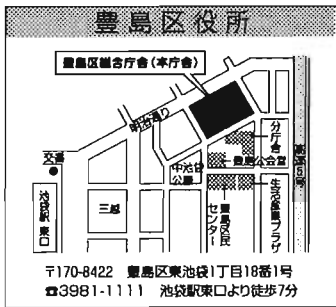 豊島区役所
豊島区総合庁舎(本庁舎)
明治通り
交番
池袋駅東口
三越
中池袋
公園
分庁舎
豊島公会堂
豊島区民
センター
生活産業プラザ
高速5号
〒170-8422 豊島区東池袋1丁目18番1号
☎3981-1111 池袋駅東口より徒歩7分